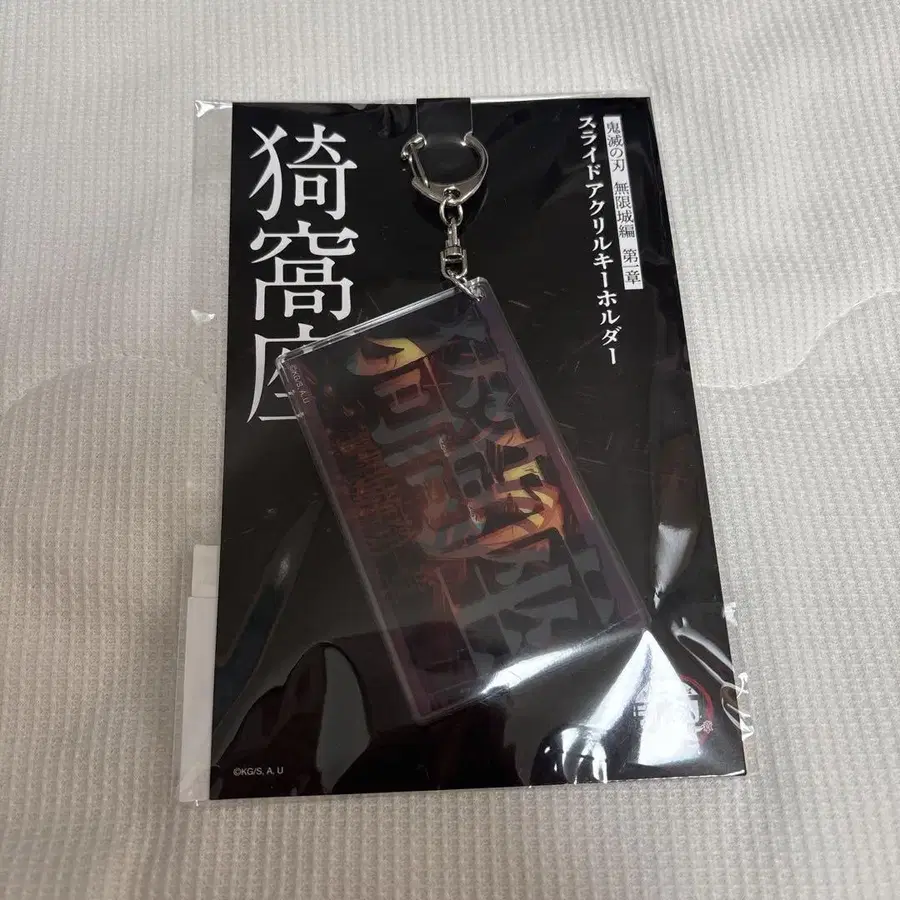 鬼滅の刃 無限城編 第一章
スライドアクリルキーホルダー
猗窩座
©KG/S, A, U
©KG/S, A, U